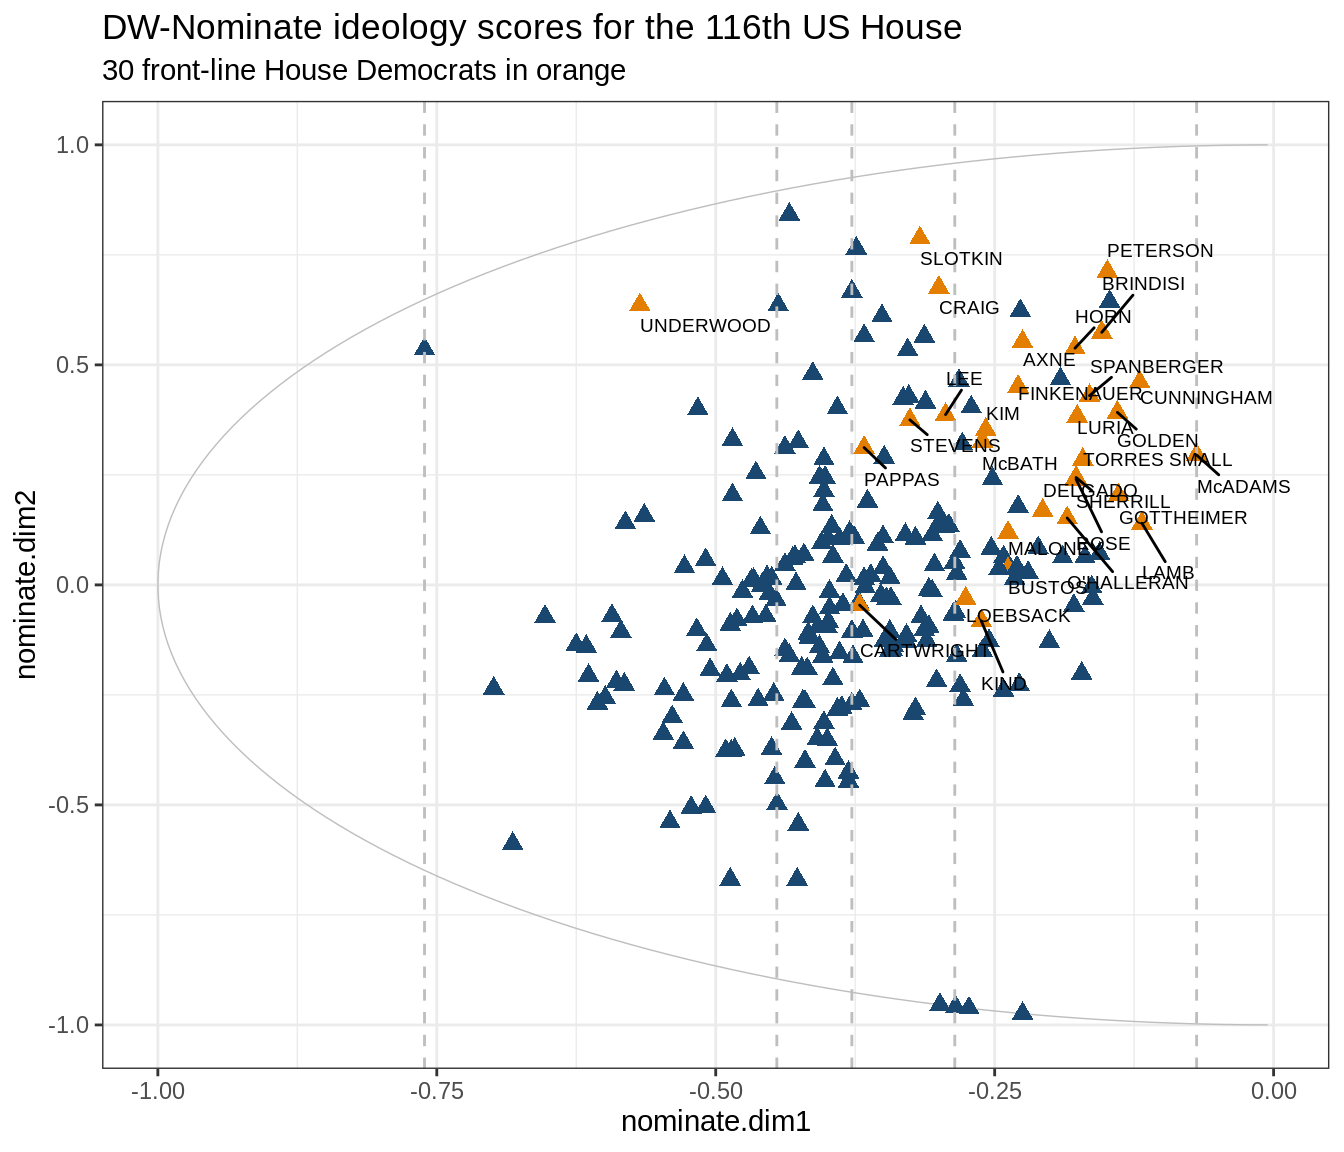 DW-Nominate ideology scores for the 116th US House
30 front-line House Democrats in orange
nominate.dim2
1.0
0.5
0.0
-0.5
-1.0
PETERSON
SLOTKIN
BRINDISI
CRAIG
HORN
UNDERWOOD
AXNE
SPANBERGER
LEE
FINKENAUER
CUNNINGHAM
KIM
LURIA
GOLDEN
STEVENS
McBATH
TORRES SMALL
PAPPAS
McADAMS
DELGADO
SHERRILL
GOTTHEIMER
ROSE
MALONE
LAMB
O'HALLERAN
BUSTOS
LOEBSACK
CARTWRIGHT
KIND
-1.00
-0.75
-0.50
-0.25
0.00
nominate.dim1